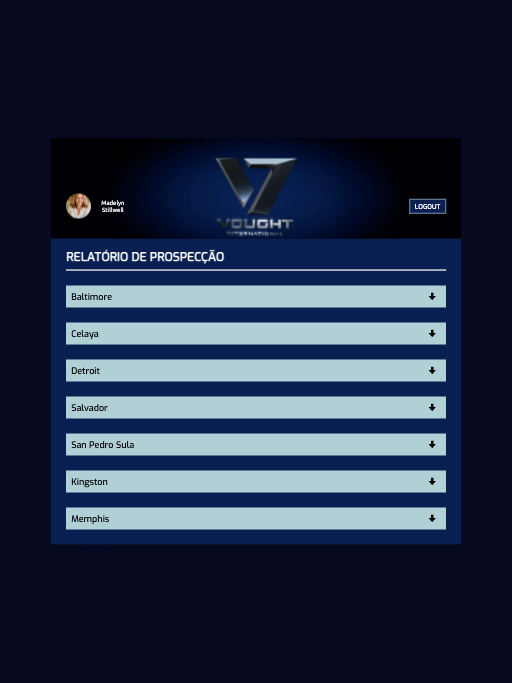 VOUGHT
INTERNATIONAL
Madelyn
Stillwell
LOGOUT
RELATÓRIO DE PROSPECÇÃO
Baltimore
Celaya
Detroit
Salvador
San Pedro Sula
Kingston
Memphis